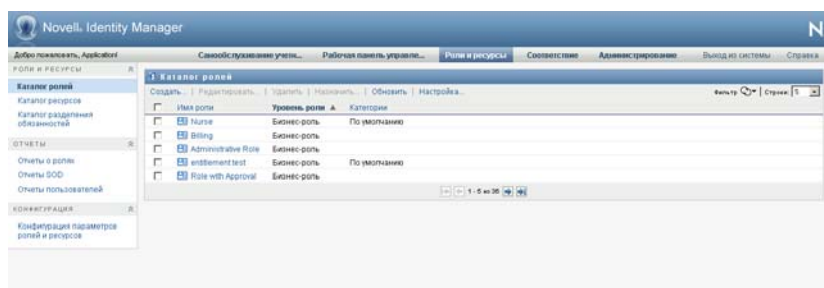 Novell® Identity Manager
N
Добро пожаловать, Application!
Самообслуживание учетн...
Рабочая панель управле...
Роли и ресурсы
Соответствие
Администрирование
Выход из системы
Справка
РОЛИ И РЕСУРСЫ
Каталог ролей
Каталог ресурсов
Каталог разделения
обязанностей
ОТЧЕТЫ
Отчеты о ролях
Отчеты SOD
Отчеты пользователей
КОНФИГУРАЦИЯ
Конфигурация параметров
ролей и ресурсов
Каталог ролей
Создать... | Редактировать... | Удалить | Назначить... | Обновить | Настройка...
Фильтр | Строки: 5
Имя роли Уровень роли Категории
Nurse Бизнес-роль По умолчанию
Billing Бизнес-роль
Administrative Role Бизнес-роль
entitlement test Бизнес-роль По умолчанию
Role with Approval Бизнес-роль
1 - 5 из 36